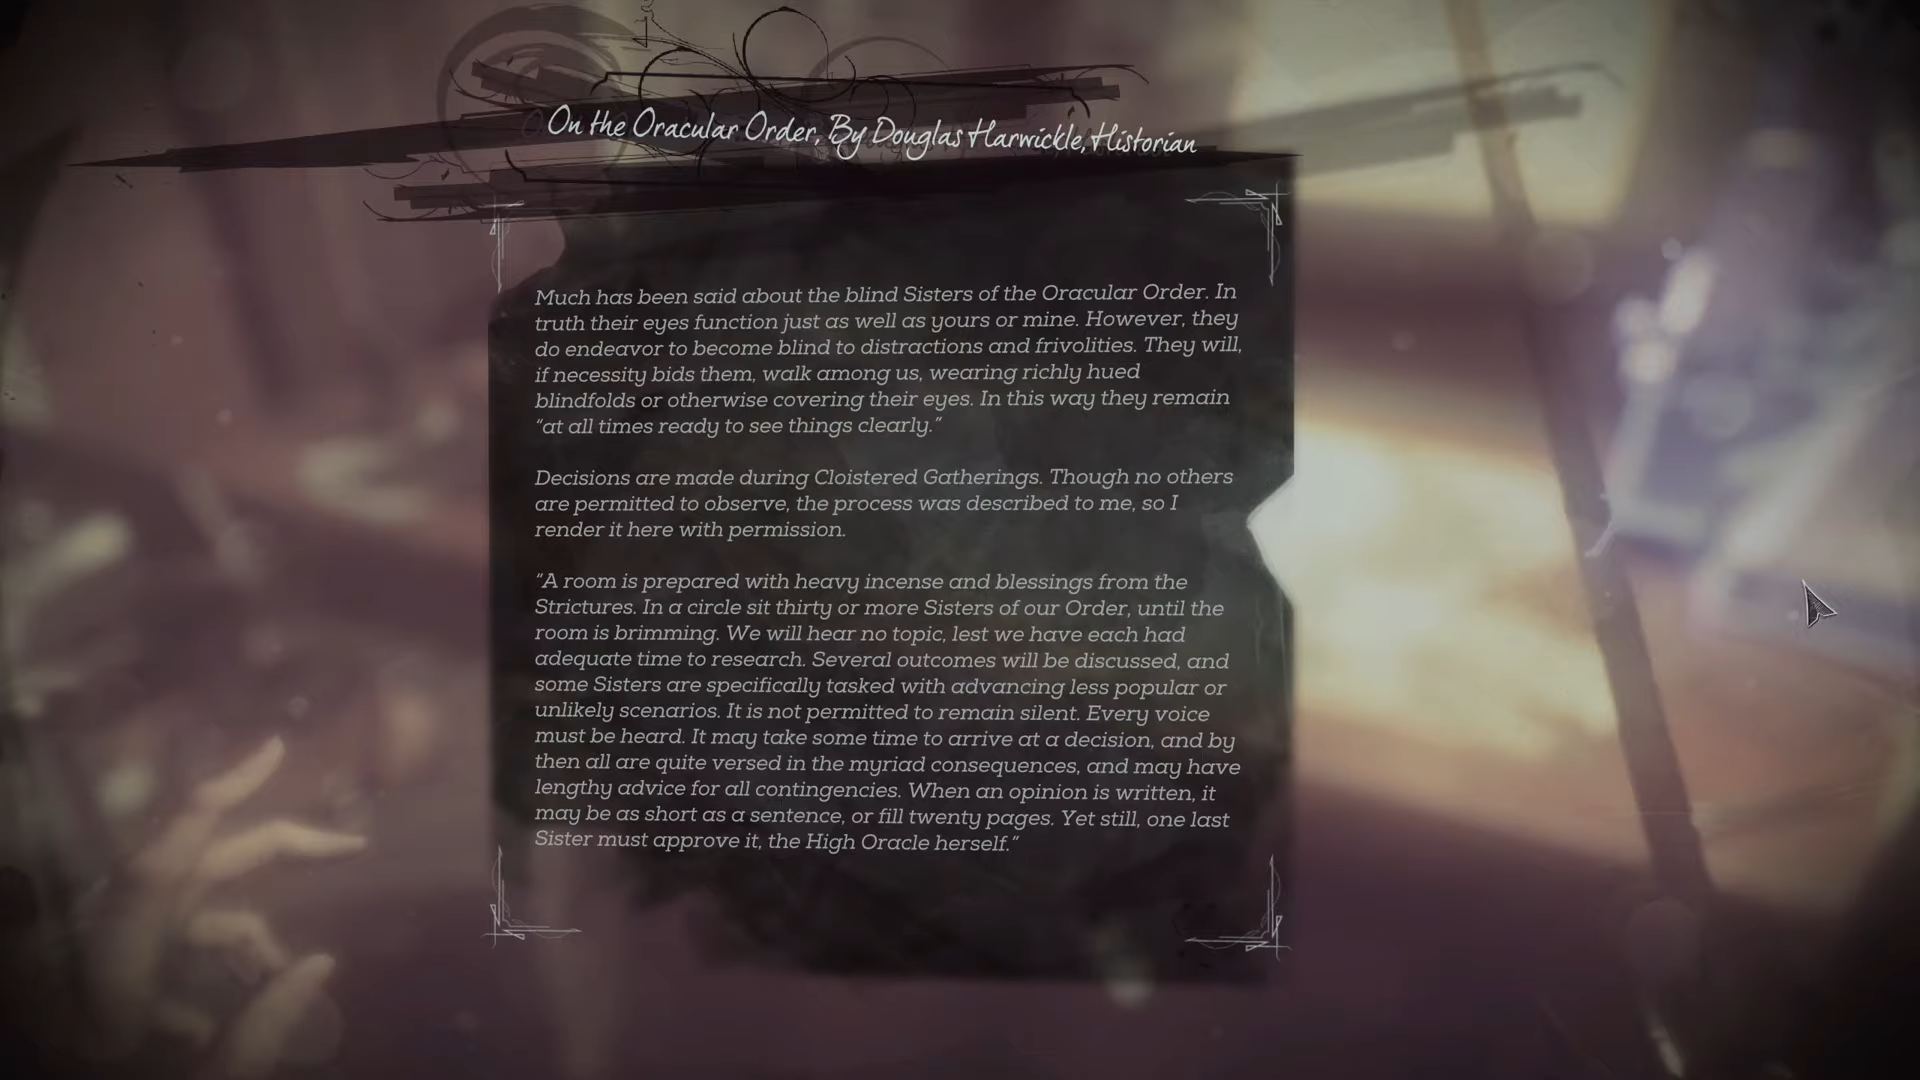 On the Oracular Order, By Douglas Harwickle, Historian
Much has been said about the blind Sisters of the Oracular Order. In
truth their eyes function just as well as yours or mine. However, they
do endeavor to become blind to distractions and frivolities. They will,
if necessity bids them, walk among us, wearing richly hued
blindfolds or otherwise covering their eyes. In this way they remain
“at all times ready to see things clearly.”
Decisions are made during Cloistered Gatherings. Though no others
are permitted to observe, the process was described to me, so I
render it here with permission.
“A room is prepared with heavy incense and blessings from the
Strictures. In a circle sit thirty or more Sisters of our Order, until the
room is brimming. We will hear no topic, lest we have each had
adequate time to research. Several outcomes will be discussed, and
some Sisters are specifically tasked with advancing less popular or
unlikely scenarios. It is not permitted to remain silent. Every voice
must be heard. It may take some time to arrive at a decision, and by
then all are quite versed in the myriad consequences, and may have
lengthy advice for all contingencies. When an opinion is written, it
may be as short as a sentence, or fill twenty pages. Yet still, one last
Sister must approve it, the High Oracle herself.”